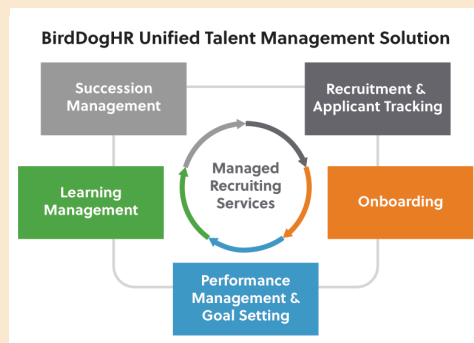 BirdDogHR Unified Talent Management Solution
Succession
Management
Recruitment &
Applicant Tracking
Managed
Recruiting
Services
Learning
Management
Onboarding
Performance
Management &
Goal Setting